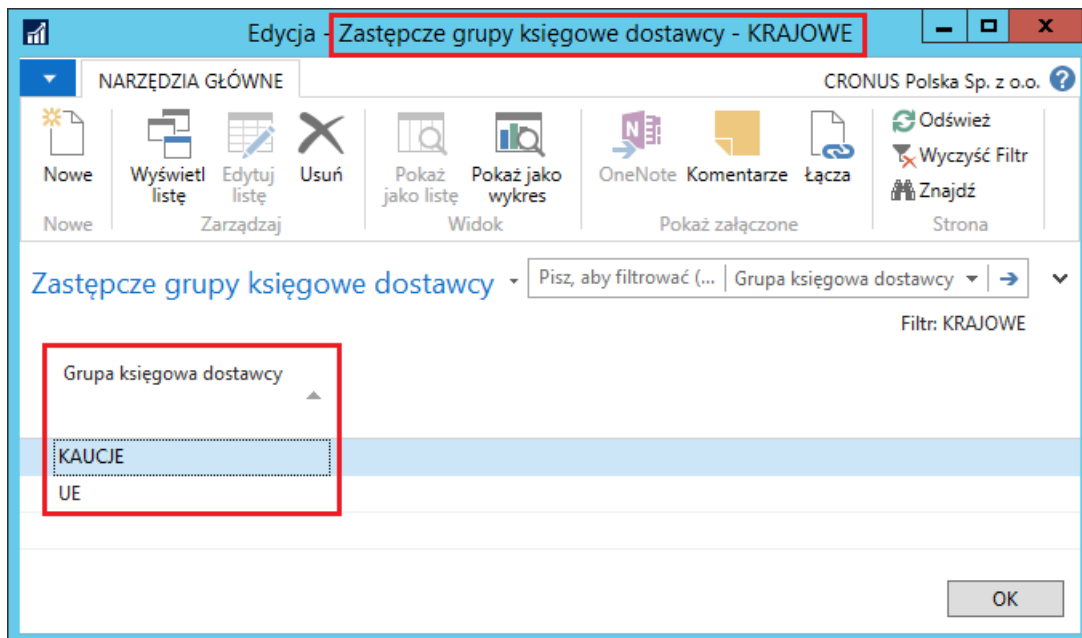 Edycja - Zastępcze grupy księgowe dostawcy - KRAJOWE
NARZĘDZIA GŁÓWNE
CRONUS Polska Sp. z o.o.
Nowe
Wyświetl listę
Edytuj listę
Usuń
Pokaż jako listę
Pokaż jako wykres
OneNote
Komentarze
Łącza
Odśwież
Wyczyść Filtr
Znajdź
Nowe
Zarządzaj
Widok
Pokaż załączone
Strona
Zastępcze grupy księgowe dostawcy
Pisz, aby filtrować (...
Grupa księgowa dostawcy
Filtr: KRAJOWE
Grupa księgowa dostawcy
KAUCJE
UE
OK